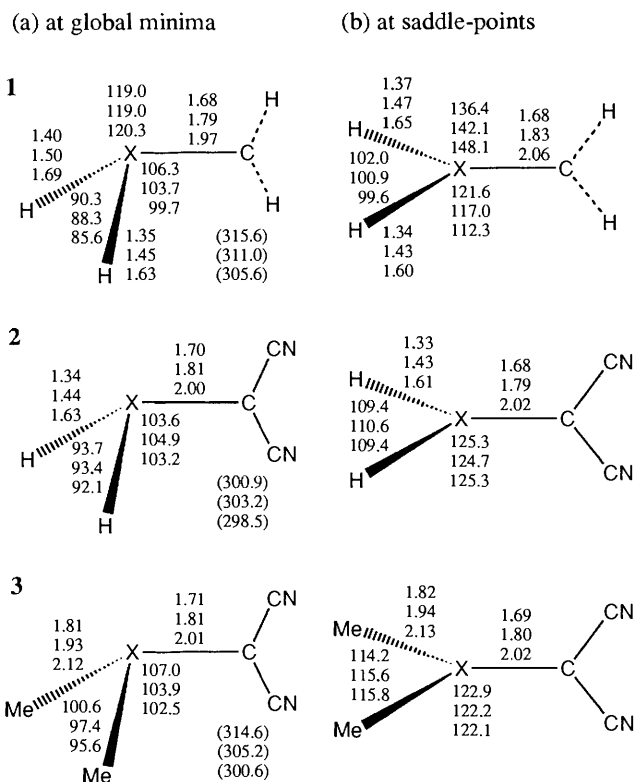 (a) at global minima
(b) at saddle-points
1
119.0
119.0
120.3
1.68
1.79
1.97
H
1.40
1.50
1.69
X
C
H
90.3
88.3
85.6
106.3
103.7
99.7
H
H
1.35
1.45
1.63
(315.6)
(311.0)
(305.6)
1.37
1.47
1.65
136.4
142.1
148.1
1.68
1.83
2.06
H
H
102.0
100.9
99.6
X
C
H
121.6
117.0
112.3
H
1.34
1.43
1.60
2
1.70
1.81
2.00
CN
1.34
1.44
1.63
X
C
H
93.7
93.4
92.1
103.6
104.9
103.2
CN
H
(300.9)
(303.2)
(298.5)
1.33
1.43
1.61
1.68
1.79
2.02
CN
H
109.4
110.6
109.4
X
C
H
125.3
124.7
125.3
CN
3
1.71
1.81
2.01
CN
1.81
1.93
2.12
X
C
Me
100.6
97.4
95.6
107.0
103.9
102.5
CN
Me
(314.6)
(305.2)
(300.6)
1.82
1.94
2.13
1.69
1.80
2.02
CN
Me
114.2
115.6
115.8
X
C
Me
122.9
122.2
122.1
CN